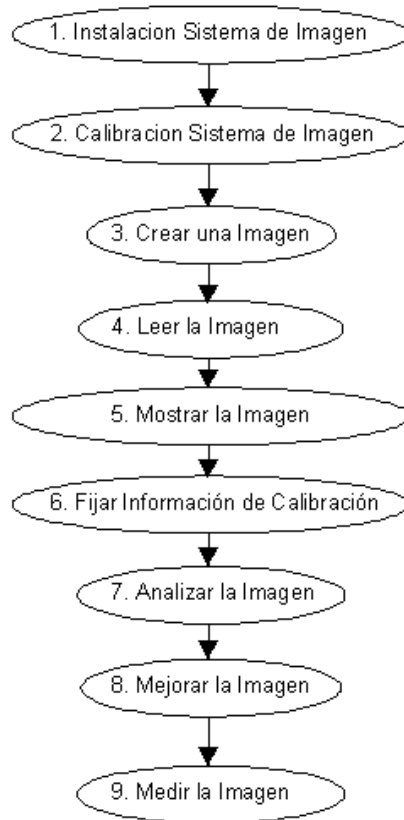 1. Instalacion Sistema de Imagen
2. Calibracion Sistema de Imagen
3. Crear una Imagen
4. Leer la Imagen
5. Mostrar la Imagen
6. Fijar Información de Calibración
7. Analizar la Imagen
8. Mejorar la Imagen
9. Medir la Imagen